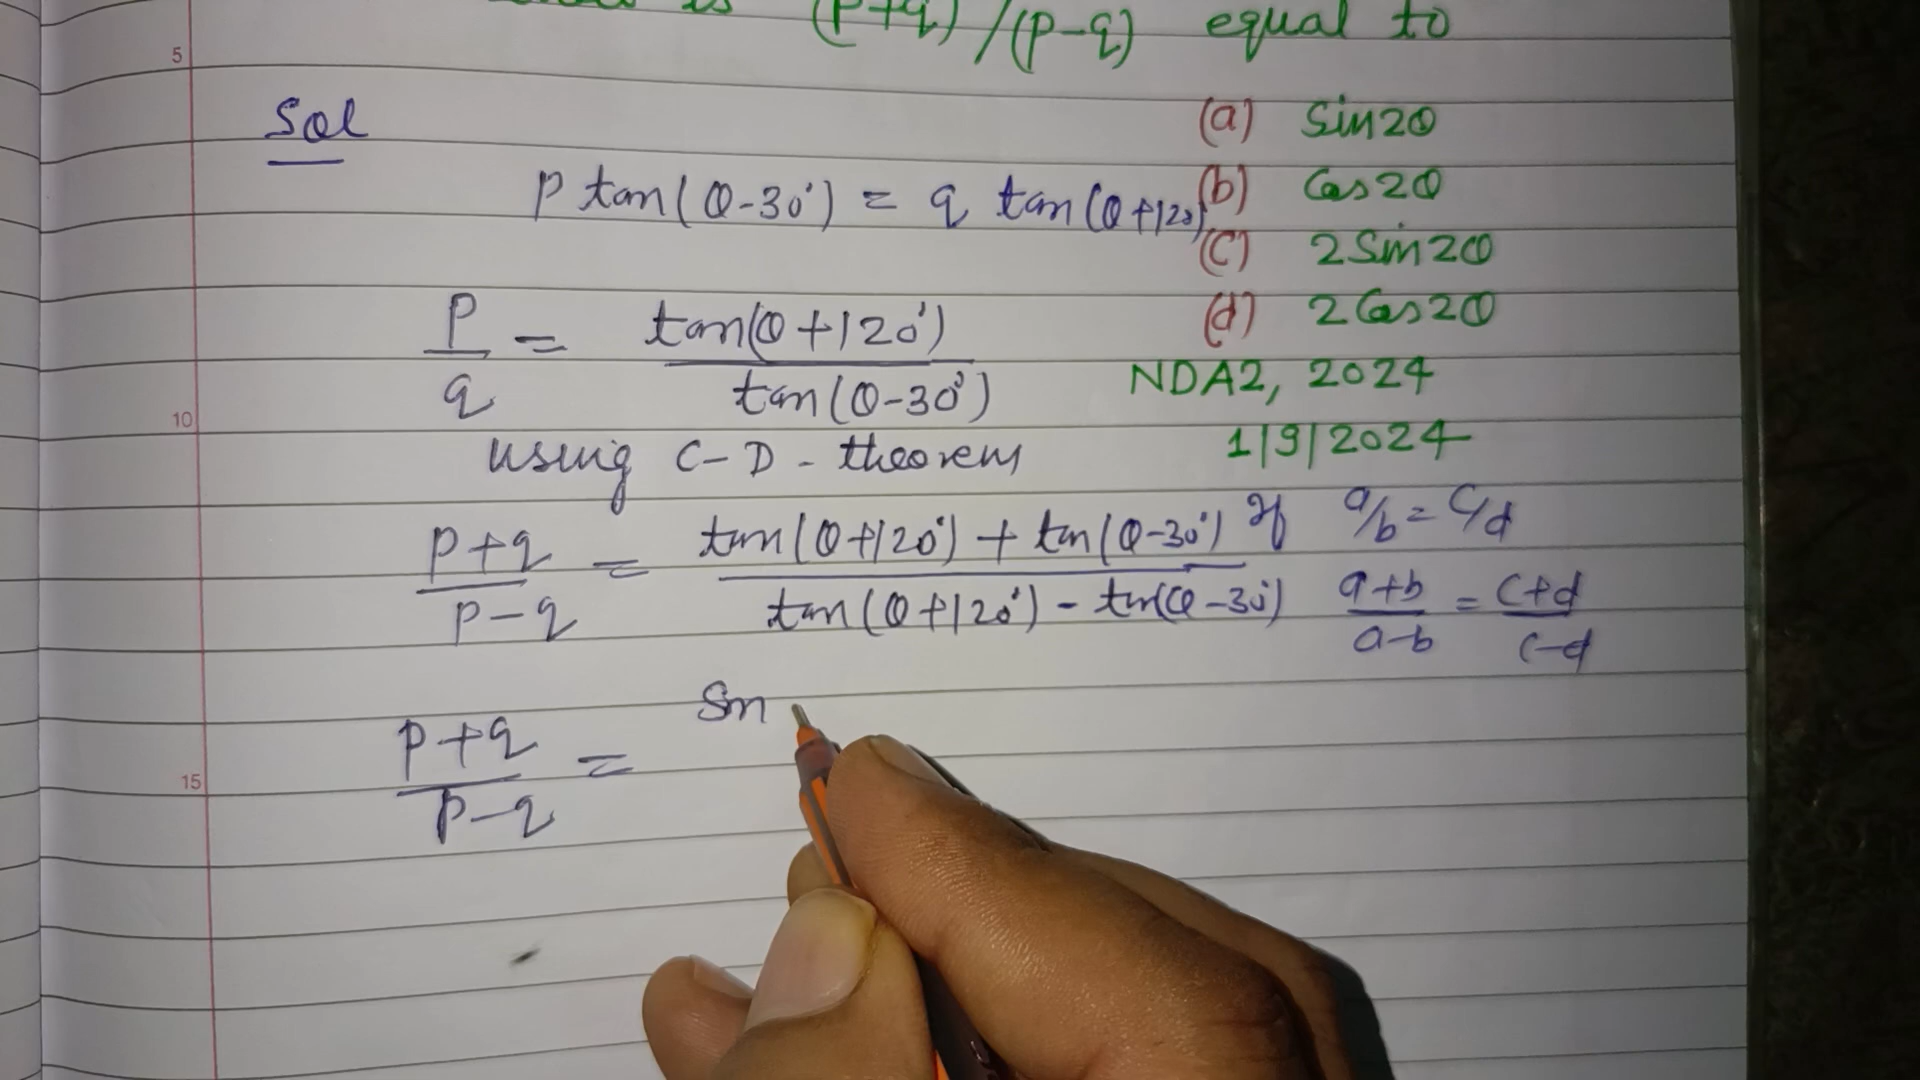 is (p+q)/(p-q) equal to
5
Sol
(a) Sin2θ
p tan(θ-30°) = q tan(θ+120)
(b) Cos2θ
(c) 2Sin2θ
p/q = tan(θ+120°)/tan(θ-30°)
(d) 2Cos2θ
NDA2, 2024
10
using C-D-theorem
1/9/2024
(p+q)/(p-q) = (tan(θ+120°) + tan(θ-30°))/(tan(θ+120°) - tan(θ-30°))
If a/b = c/d
(a+b)/(a-b) = (c+d)/(c-d)
15
(p+q)/(p-q) = Sin